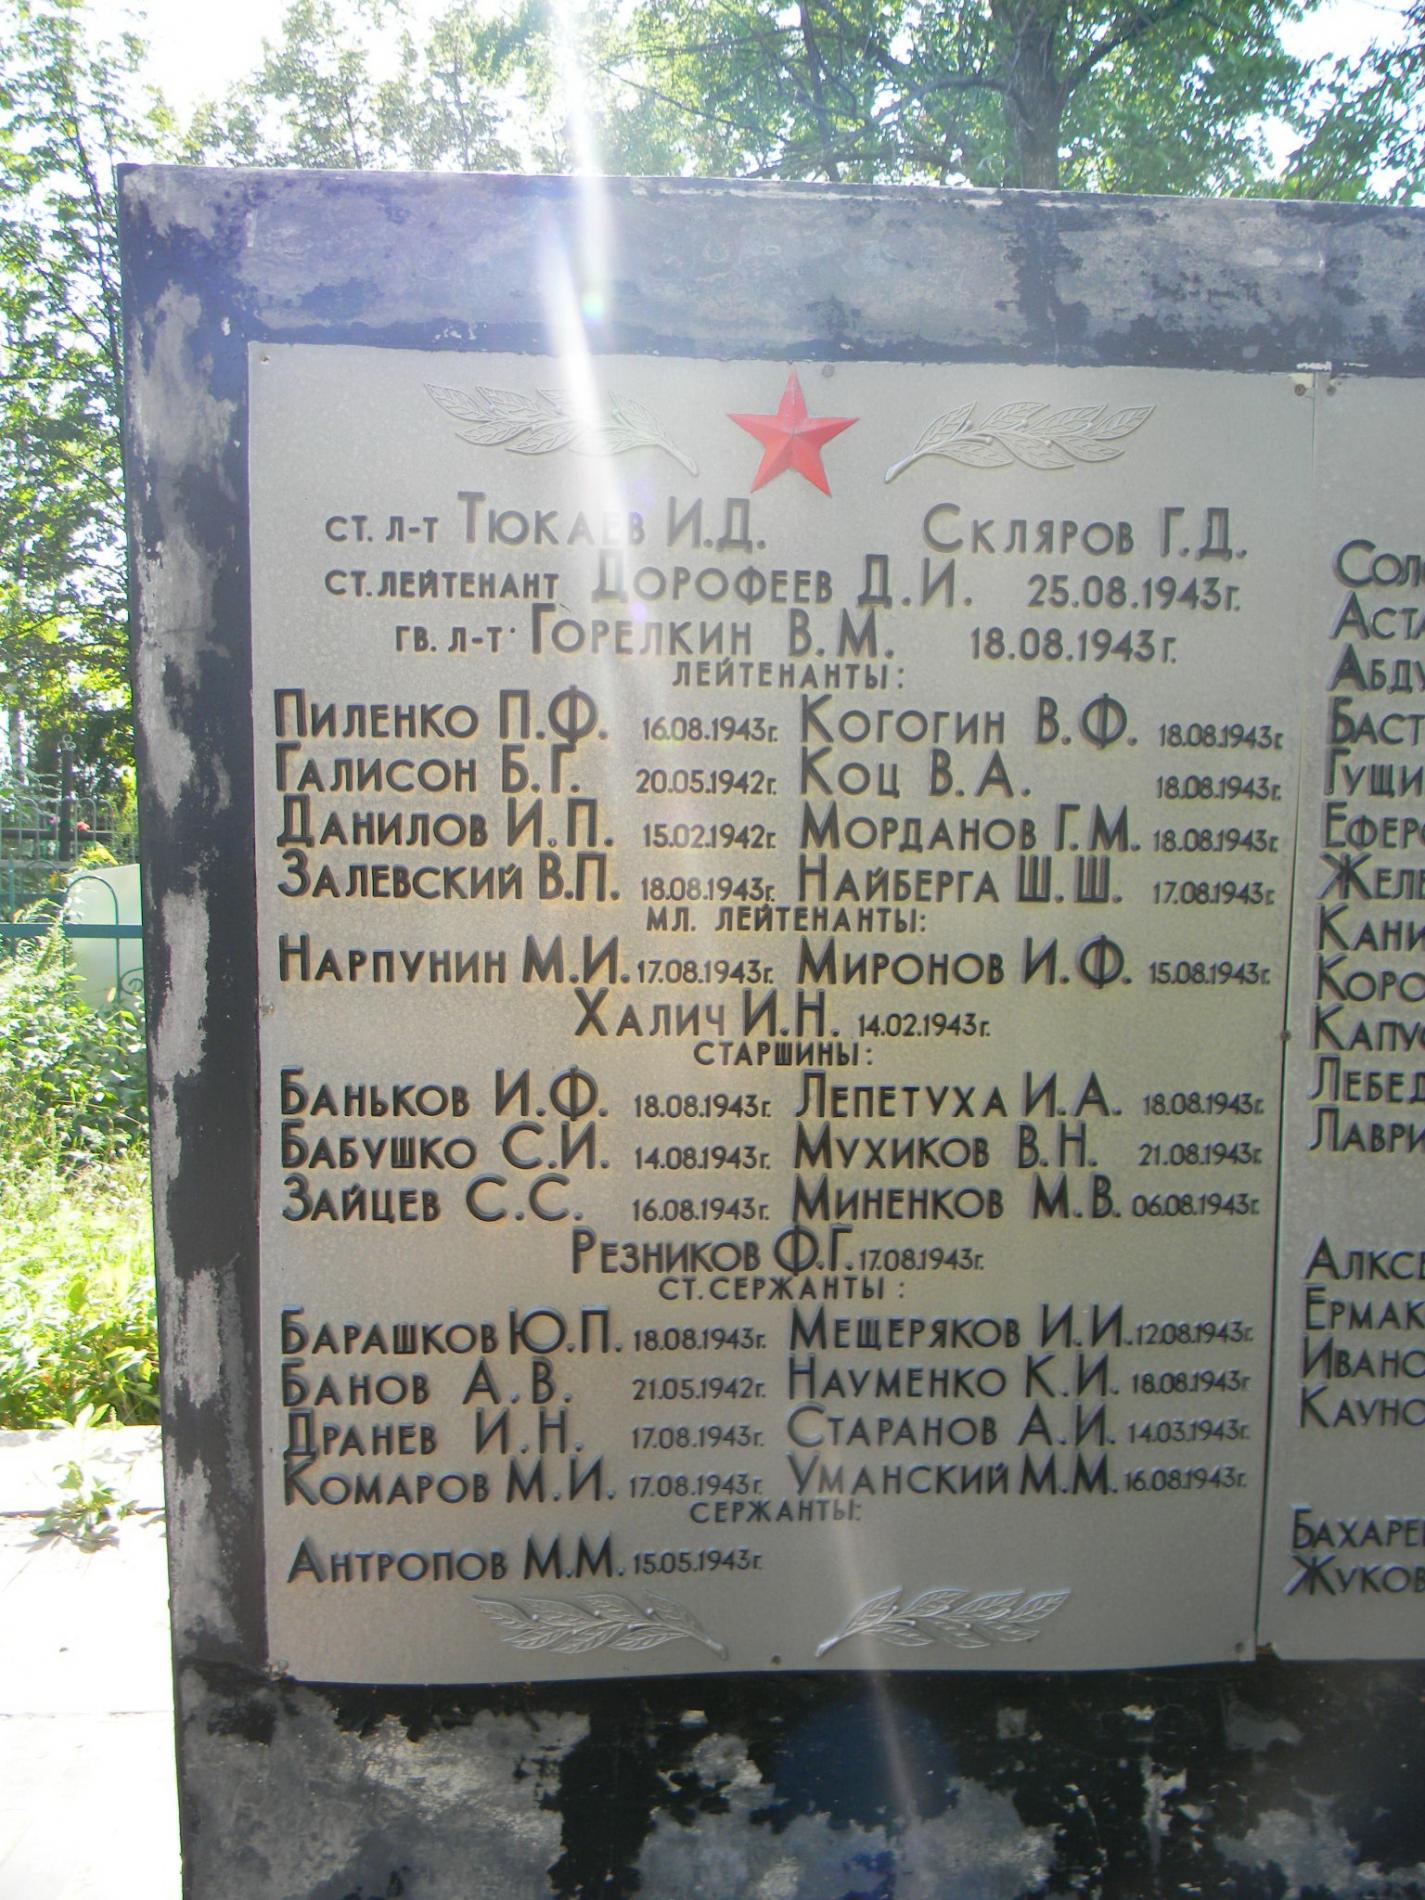 ст. л-т Тюкаев И.Д. Скляров Г.Д.
ст. лейтенант Дорофеев Д.И. 25.08.1943г.
гв. л-т Горелкин В.М. 18.08.1943г.
лейтенанты:
Пиленко П.Ф. 16.08.1943г. Когогин В.Ф. 18.08.1943г.
Галисон Б.Г. 20.05.1942г. Коц В.А. 18.08.1943г.
Данилов И.П. 15.02.1942г. Морданов Г.М. 18.08.1943г.
Залевский В.П. 18.08.1943г. Найберга Ш.Ш. 17.08.1943г.
мл. лейтенанты:
Нарпунин М.И. 17.08.1943г. Миронов И.Ф. 15.08.1943г.
Халич И.Н. 14.02.1943г.
старшины:
Баньков И.Ф. 18.08.1943г. Лепетуха И.А. 18.08.1943г.
Бабушко С.И. 14.08.1943г. Мухиков В.Н. 21.08.1943г.
Зайцев С.С. 16.08.1943г. Миненков М.В. 06.08.1943г.
Резников Ф.Г. 17.08.1943г.
ст. сержанты:
Барашков Ю.П. 18.08.1943г. Мещеряков И.И. 12.08.1943г.
Банов А.В. 21.05.1942г. Науменко К.И. 18.08.1943г
Дранев И.Н. 17.08.1943г. Старанов А.И. 14.03.1943г.
Комаров М.И. 17.08.1943г. Уманский М.М. 16.08.1943г.
сержанты:
Антропов М.М. 15.05.1943г.